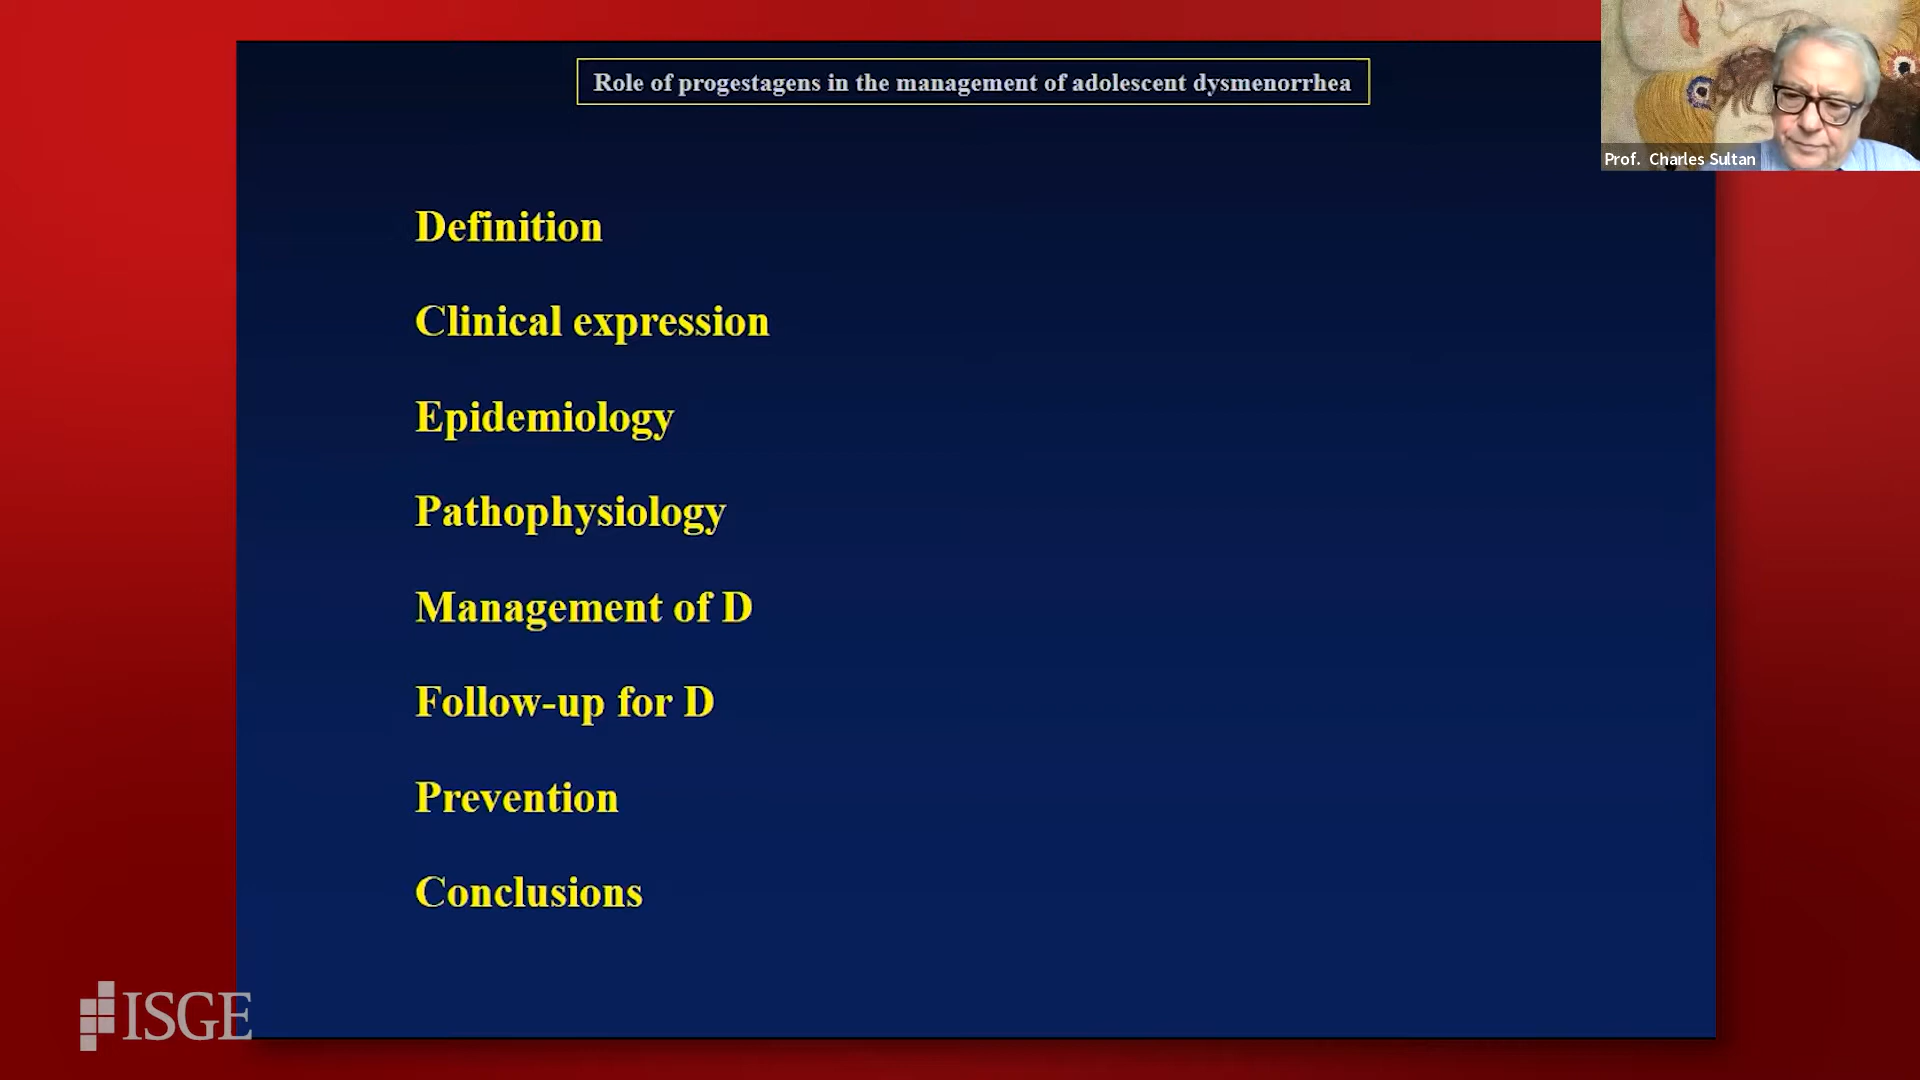 Role of progestagens in the management of adolescent dysmenorrhea
Prof. Charles Sultan
Definition
Clinical expression
Epidemiology
Pathophysiology
Management of D
Follow-up for D
Prevention
Conclusions
ISGE